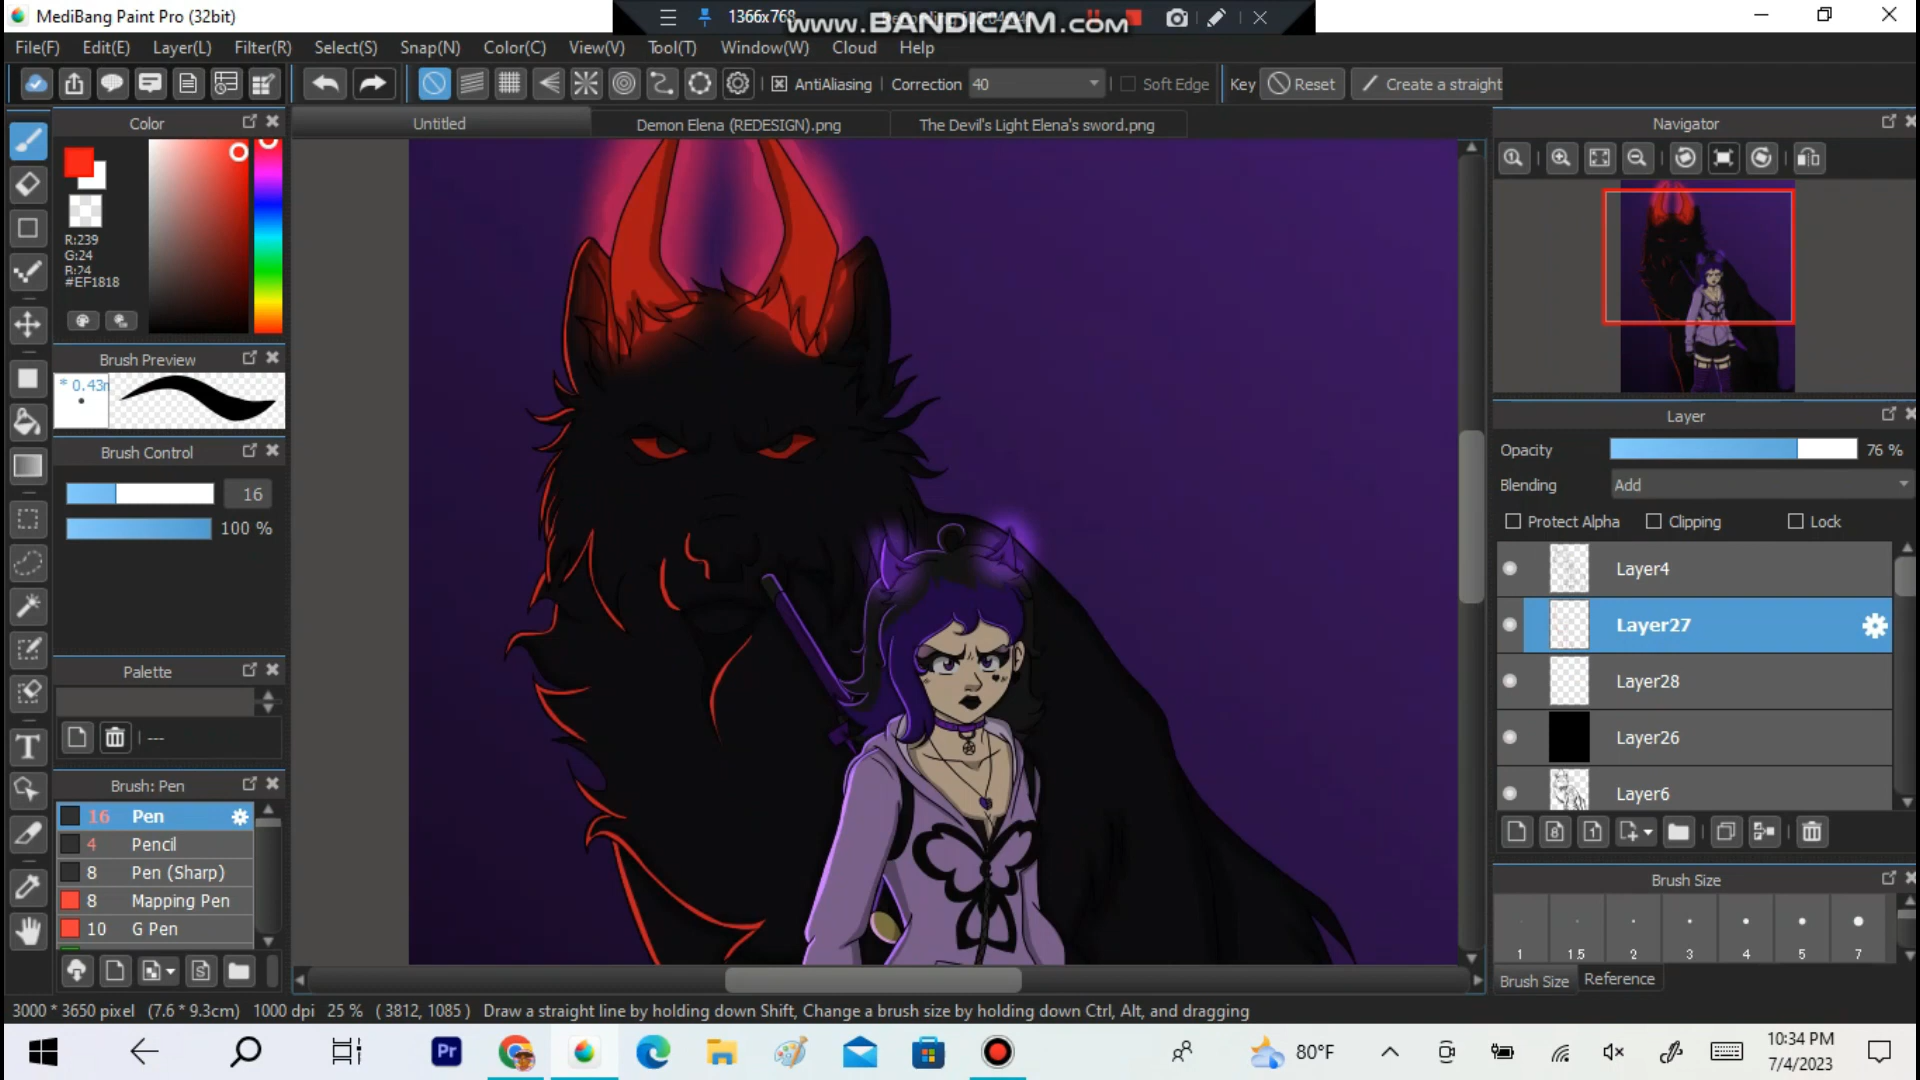 MediBang Paint Pro (32bit)
1366x768
www.BANDICAM.com
File(F) Edit(E) Layer(L) Filter(R) Select(S) Snap(N) Color(C) View(V) Tool(T) Window(W) Cloud Help
AntiAliasing Correction 40 Soft Edge Key Reset Create a straight
Color
Untitled
Demon Elena (REDESIGN).png
The Devil's Light Elena's sword.png
Navigator
R:239
G:24
B:24
#EF1818
Brush Preview
* 0.43
Brush Control
16
100 %
Palette
---
Brush: Pen
16 Pen
4 Pencil
8 Pen (Sharp)
8 Mapping Pen
10 G Pen
Layer
Opacity 76 %
Blending Add
Protect Alpha Clipping Lock
Layer4
Layer27
Layer28
Layer26
Layer6
Brush Size
1 1.5 2 3 4 5 7
Brush Size Reference
3000 * 3650 pixel (7.6 * 9.3cm) 1000 dpi 25 % ( 3812, 1085 ) Draw a straight line by holding down Shift, Change a brush size by holding down Ctrl, Alt, and dragging
Pr
80°F
10:34 PM
7/4/2023